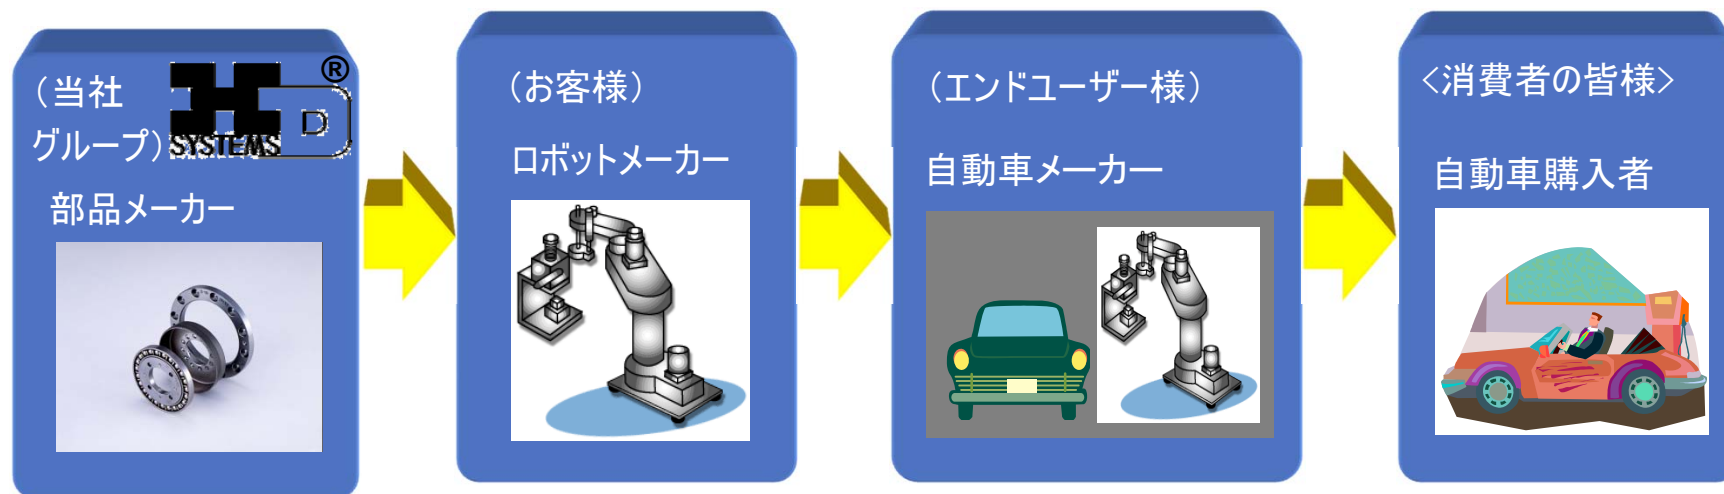 （当社
グループ）
H D ®
SYSTEMS
部品メーカー
（お客様）
ロボットメーカー
（エンドユーザー様）
自動車メーカー
<消費者の皆様>
自動車購入者